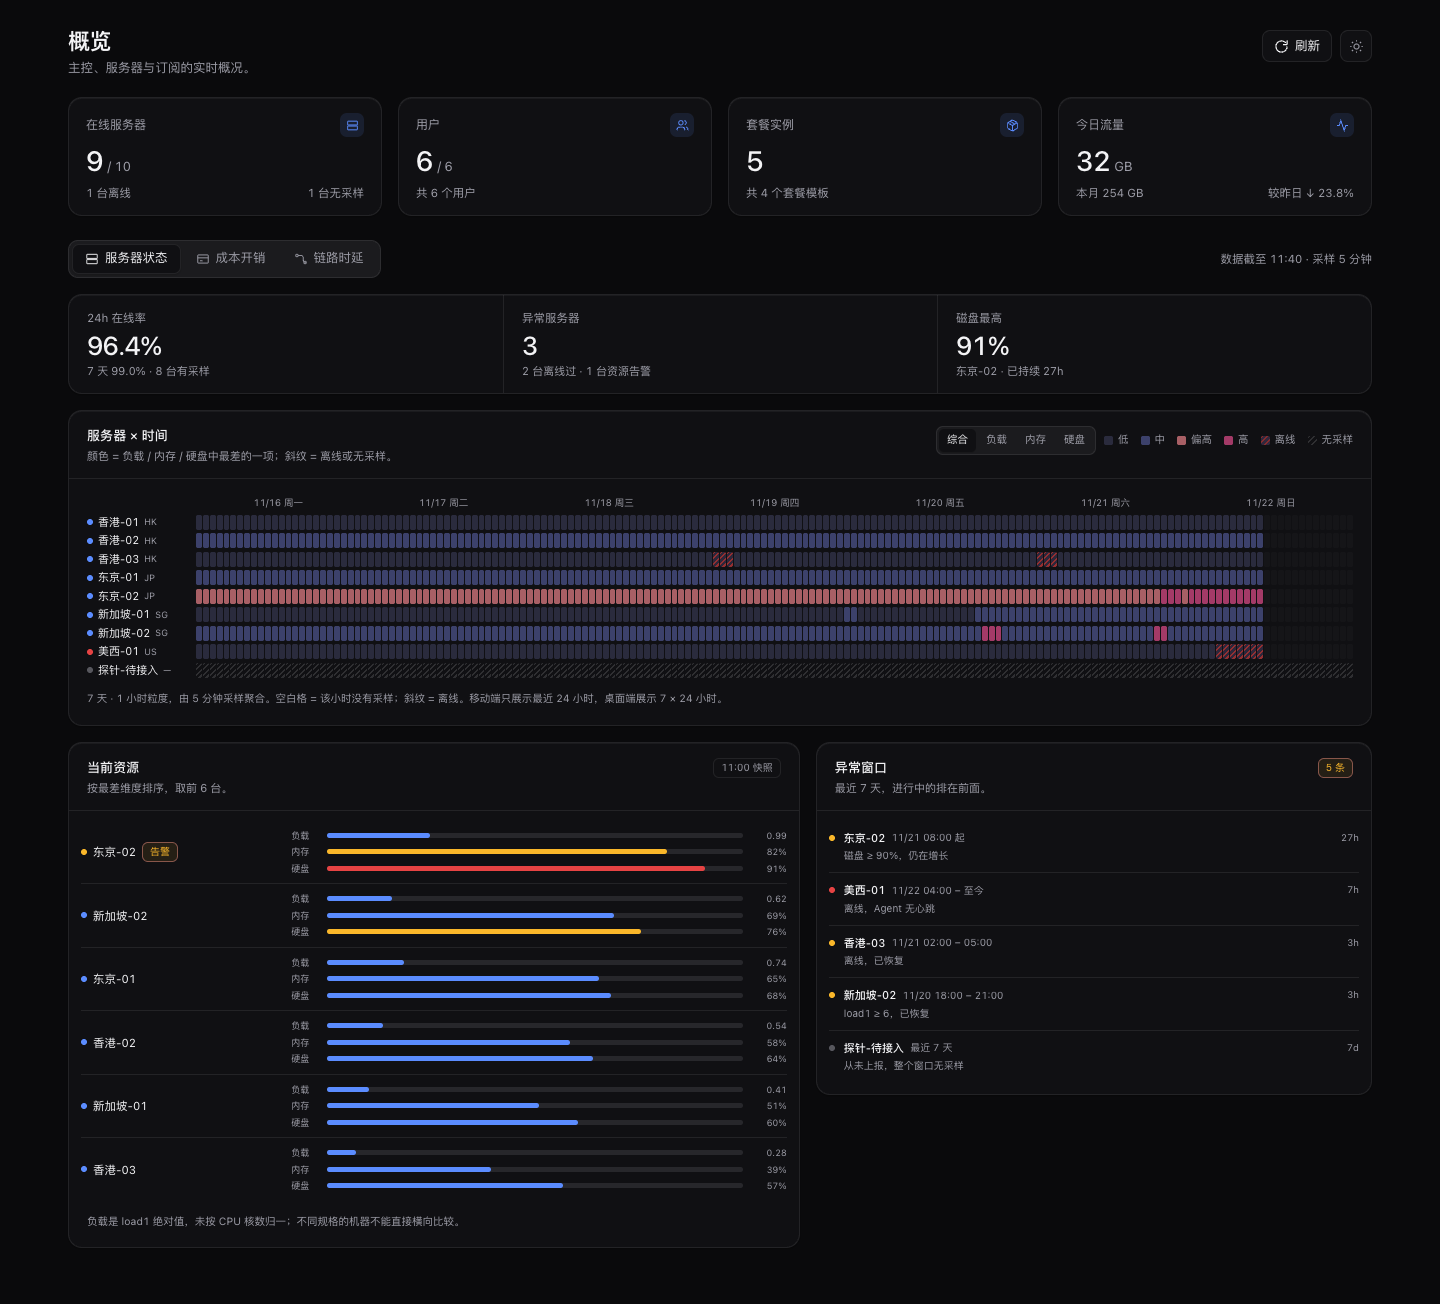 概览
主控、服务器与订阅的实时概况。
刷新
在线服务器
9 / 10
1 台离线 1 台无采样
用户
6 / 6
共 6 个用户
套餐实例
5
共 4 个套餐模板
今日流量
32 GB
本月 254 GB 较昨日 ↓ 23.8%
服务器状态 成本开销 链路时延
数据截至 11:40 · 采样 5 分钟
24h 在线率
96.4%
7 天 99.0% · 8 台有采样
异常服务器
3
2 台离线过 · 1 台资源告警
磁盘最高
91%
东京-02 · 已持续 27h
服务器 × 时间
颜色 = 负载 / 内存 / 硬盘中最差的一项；斜纹 = 离线或无采样。
综合 负载 内存 硬盘 低 中 偏高 高 离线 无采样
11/16 周一 11/17 周二 11/18 周三 11/19 周四 11/20 周五 11/21 周六 11/22 周日
香港-01 HK
香港-02 HK
香港-03 HK
东京-01 JP
东京-02 JP
新加坡-01 SG
新加坡-02 SG
美西-01 US
探针-待接入 —
7 天 · 1 小时粒度，由 5 分钟采样聚合。空白格 = 该小时没有采样；斜纹 = 离线。移动端只展示最近 24 小时，桌面端展示 7 × 24 小时。
当前资源
按最差维度排序，取前 6 台。
11:00 快照
东京-02 告警
负载 0.99
内存 82%
硬盘 91%
新加坡-02
负载 0.62
内存 69%
硬盘 76%
东京-01
负载 0.74
内存 65%
硬盘 68%
香港-02
负载 0.54
内存 58%
硬盘 64%
新加坡-01
负载 0.41
内存 51%
硬盘 60%
香港-03
负载 0.28
内存 39%
硬盘 57%
负载是 load1 绝对值，未按 CPU 核数归一；不同规格的机器不能直接横向比较。
异常窗口
最近 7 天，进行中的排在前面。
5 条
东京-02 11/21 08:00 起 27h
磁盘 ≥ 90%，仍在增长
美西-01 11/22 04:00 – 至今 7h
离线，Agent 无心跳
香港-03 11/21 02:00 – 05:00 3h
离线，已恢复
新加坡-02 11/20 18:00 – 21:00 3h
load1 ≥ 6，已恢复
探针-待接入 最近 7 天 7d
从未上报，整个窗口无采样